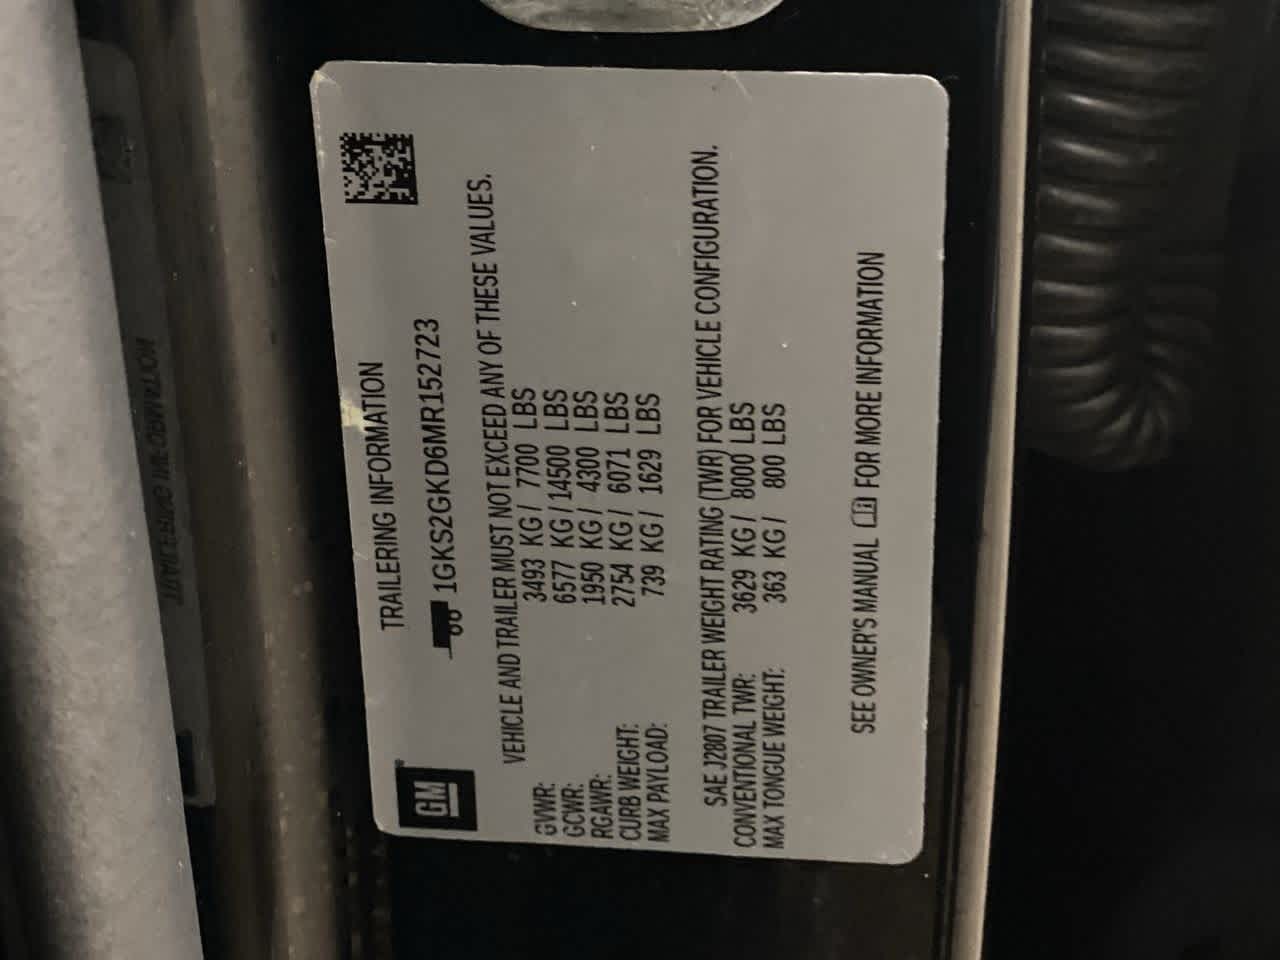 TRAILERING INFORMATION
GM
1GKS2GKD6MR152723
VEHICLE AND TRAILER MUST NOT EXCEED ANY OF THESE VALUES.
GVWR: 3493 KG / 7700 LBS
GCWR: 6577 KG / 14500 LBS
RGAWR: 1950 KG / 4300 LBS
CURB WEIGHT: 2754 KG / 6071 LBS
MAX PAYLOAD: 739 KG / 1629 LBS
SAE J2807 TRAILER WEIGHT RATING (TWR) FOR VEHICLE CONFIGURATION.
CONVENTIONAL TWR: 3629 KG / 8000 LBS
MAX TONGUE WEIGHT: 363 KG / 800 LBS
SEE OWNER'S MANUAL FOR MORE INFORMATION